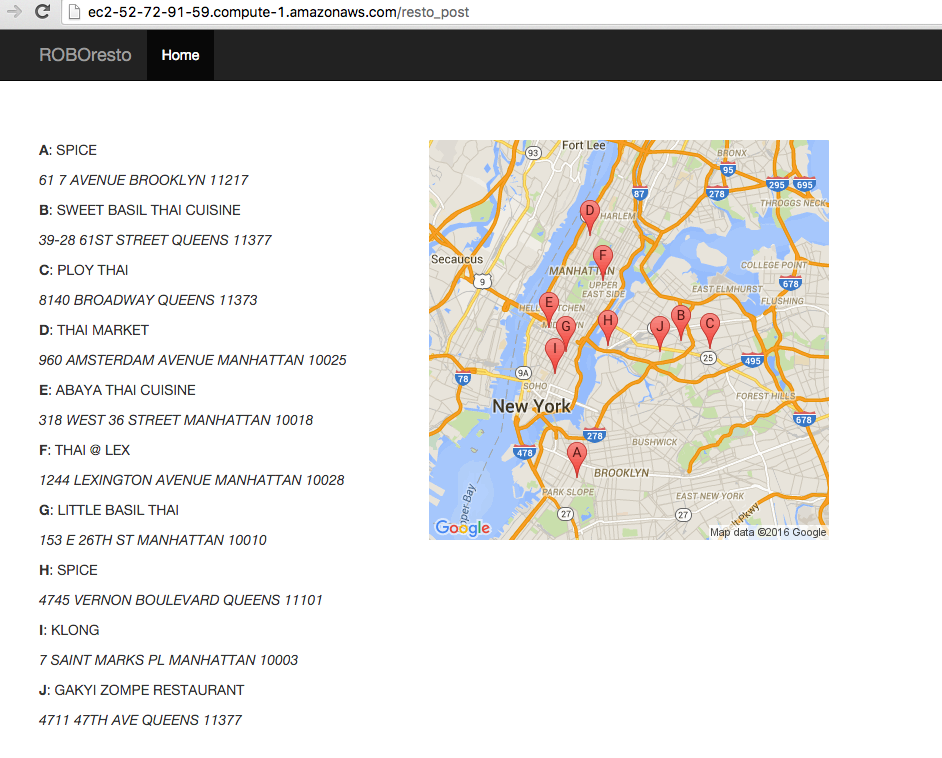 ec2-52-72-91-59.compute-1.amazonaws.com/resto_post
ROBOresto Home
A: SPICE
61 7 AVENUE BROOKLYN 11217
B: SWEET BASIL THAI CUISINE
39-28 61ST STREET QUEENS 11377
C: PLOY THAI
8140 BROADWAY QUEENS 11373
D: THAI MARKET
960 AMSTERDAM AVENUE MANHATTAN 10025
E: ABAYA THAI CUISINE
318 WEST 36 STREET MANHATTAN 10018
F: THAI @ LEX
1244 LEXINGTON AVENUE MANHATTAN 10028
G: LITTLE BASIL THAI
153 E 26TH ST MANHATTAN 10010
H: SPICE
4745 VERNON BOULEVARD QUEENS 11101
I: KLONG
7 SAINT MARKS PL MANHATTAN 10003
J: GAKYI ZOMPE RESTAURANT
4711 47TH AVE QUEENS 11377
Fort Lee
93
BRONX
95
87
278
295
695
THROGS NECK
D
HARLEM
Secaucus
F
MANHATTAN
COLLEGE POINT
9
UPPER
EAST SIDE
EAST ELMHURST
678
FLUSHING
E
H
G
J
B
C
I
25
495
9A
SOHO
78
New York
FOREST HILLS
678
278
BUSHWICK
478
A
BROOKLYN
PARK SLOPE
EAST NEW YORK
27
27
per Bay
lt Pkwy
Google
Map data ©2016 Google